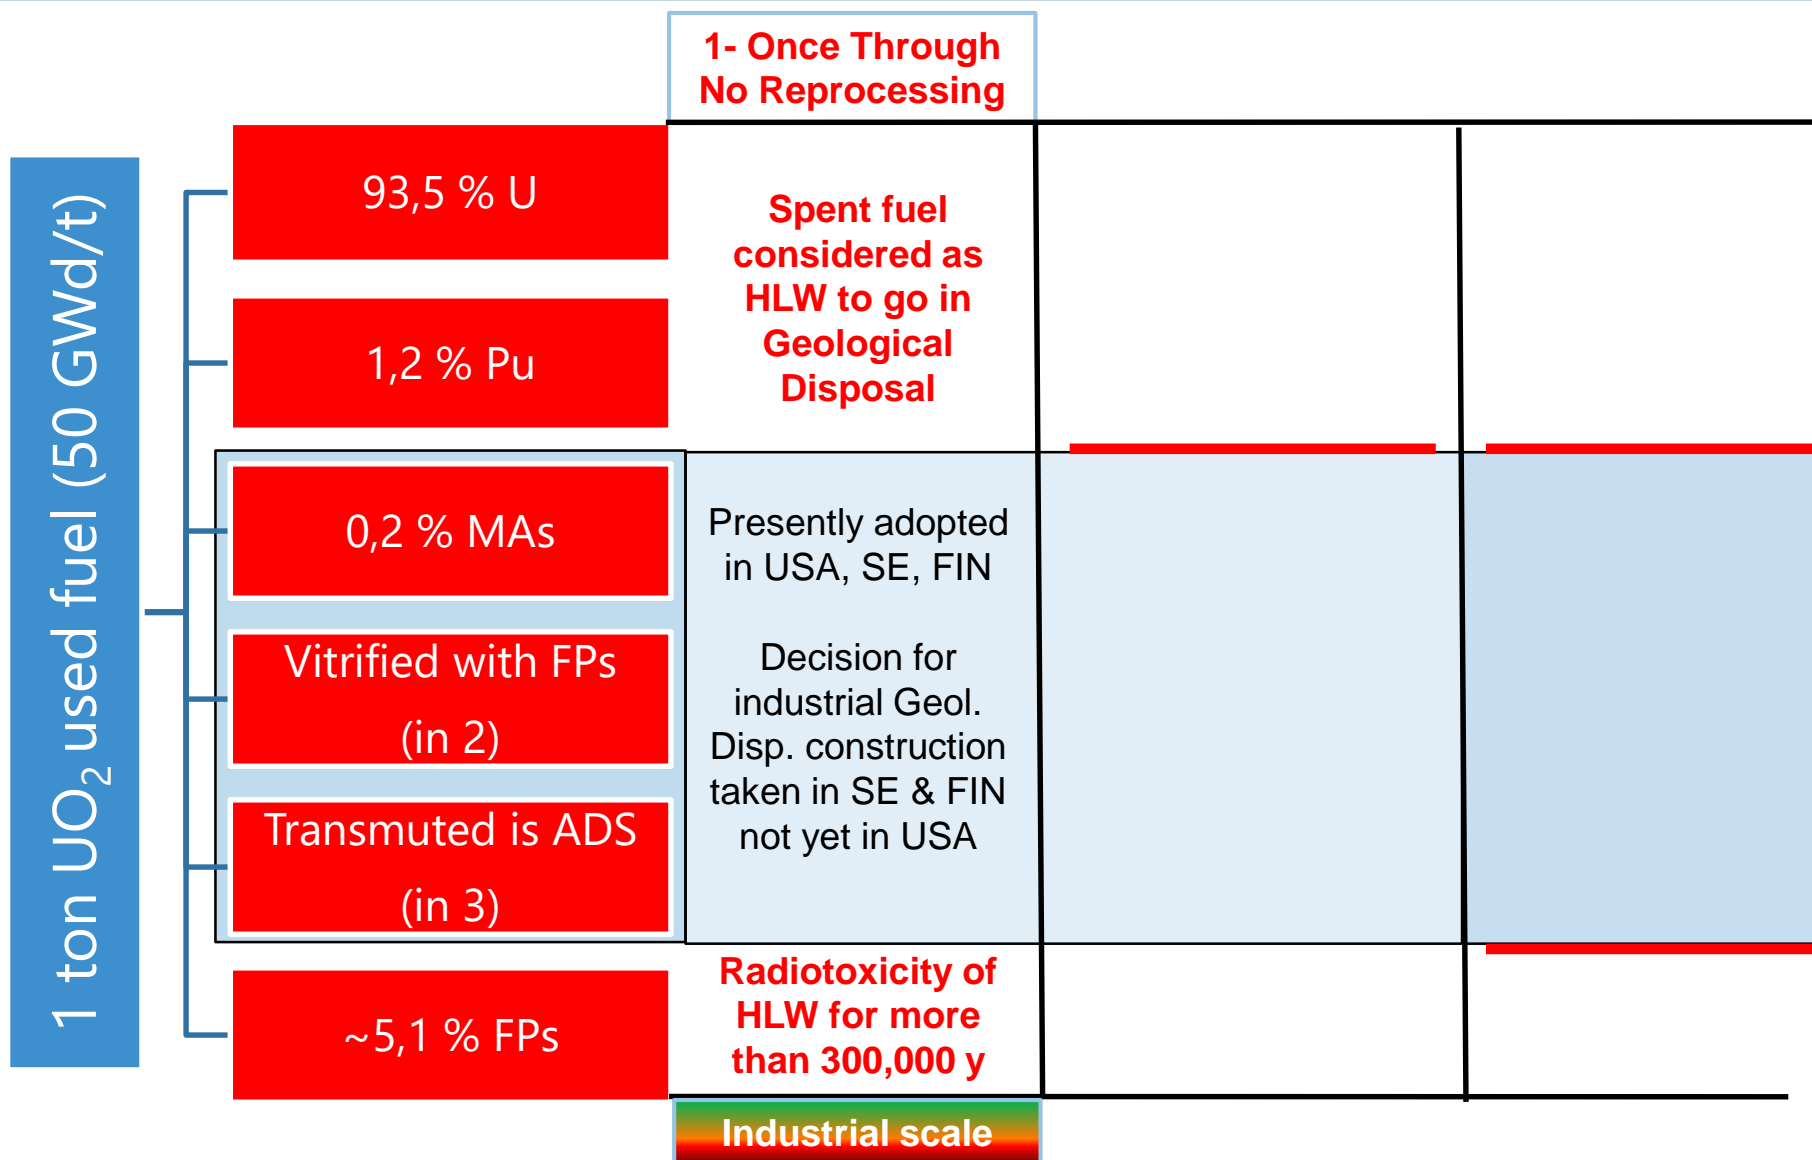 1- Once Through
No Reprocessing
1 ton UO₂ used fuel (50 GWd/t)
93,5 % U
1,2 % Pu
0,2 % MAs
Vitrified with FPs
(in 2)
Transmuted is ADS
(in 3)
~5,1 % FPs
Spent fuel
considered as
HLW to go in
Geological
Disposal
Presently adopted
in USA, SE, FIN
Decision for
industrial Geol.
Disp. construction
taken in SE & FIN
not yet in USA
Radiotoxicity of
HLW for more
than 300,000 y
Industrial scale